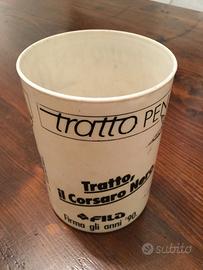 tratto PEN
Tratto,
il Corsaro Nero
FILA
Firma gli anni '90.
subito